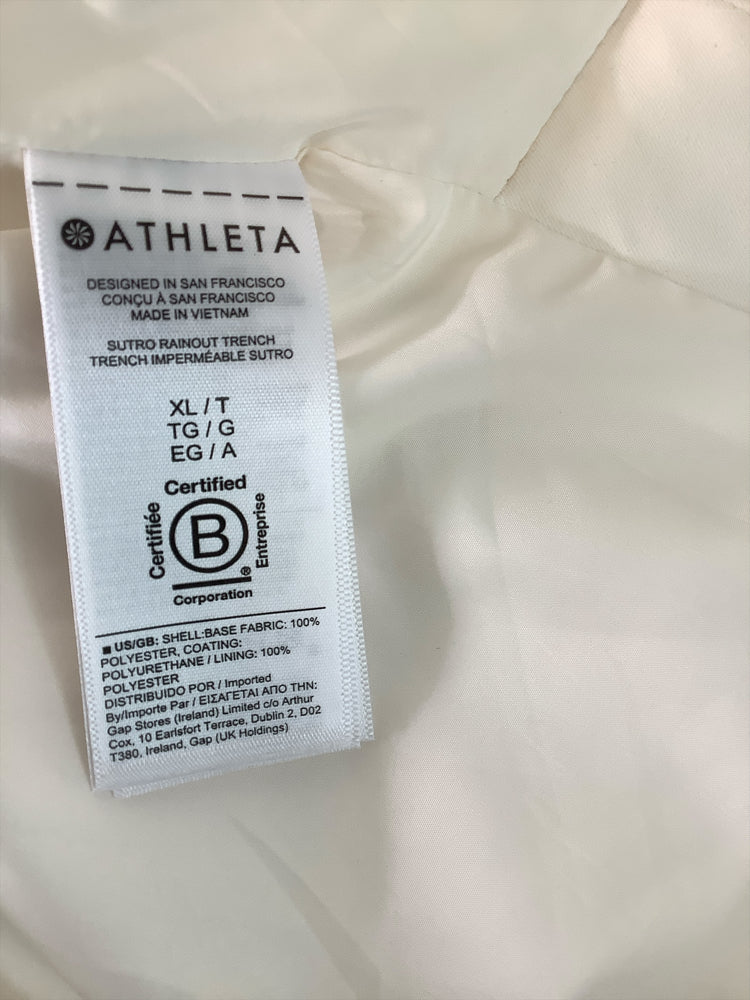 ATHLETA
DESIGNED IN SAN FRANCISCO
CONÇU À SAN FRANCISCO
MADE IN VIETNAM
SUTRO RAINOUT TRENCH
TRENCH IMPERMÉABLE SUTRO
XL / T
TG / G
EG / A
Certified
Certifiée
B
Entreprise
®
Corporation
■ US/GB: SHELL:BASE FABRIC: 100%
POLYESTER, COATING:
POLYURETHANE / LINING: 100%
POLYESTER
DISTRIBUIDO POR / Imported
By/Importe Par / ΕΙΣΑΓΕΤΑΙ ΑΠΟ ΤΗΝ:
Gap Stores (Ireland) Limited c/o Arthur
Cox, 10 Earlsfort Terrace, Dublin 2, D02
T380, Ireland, Gap (UK Holdings)